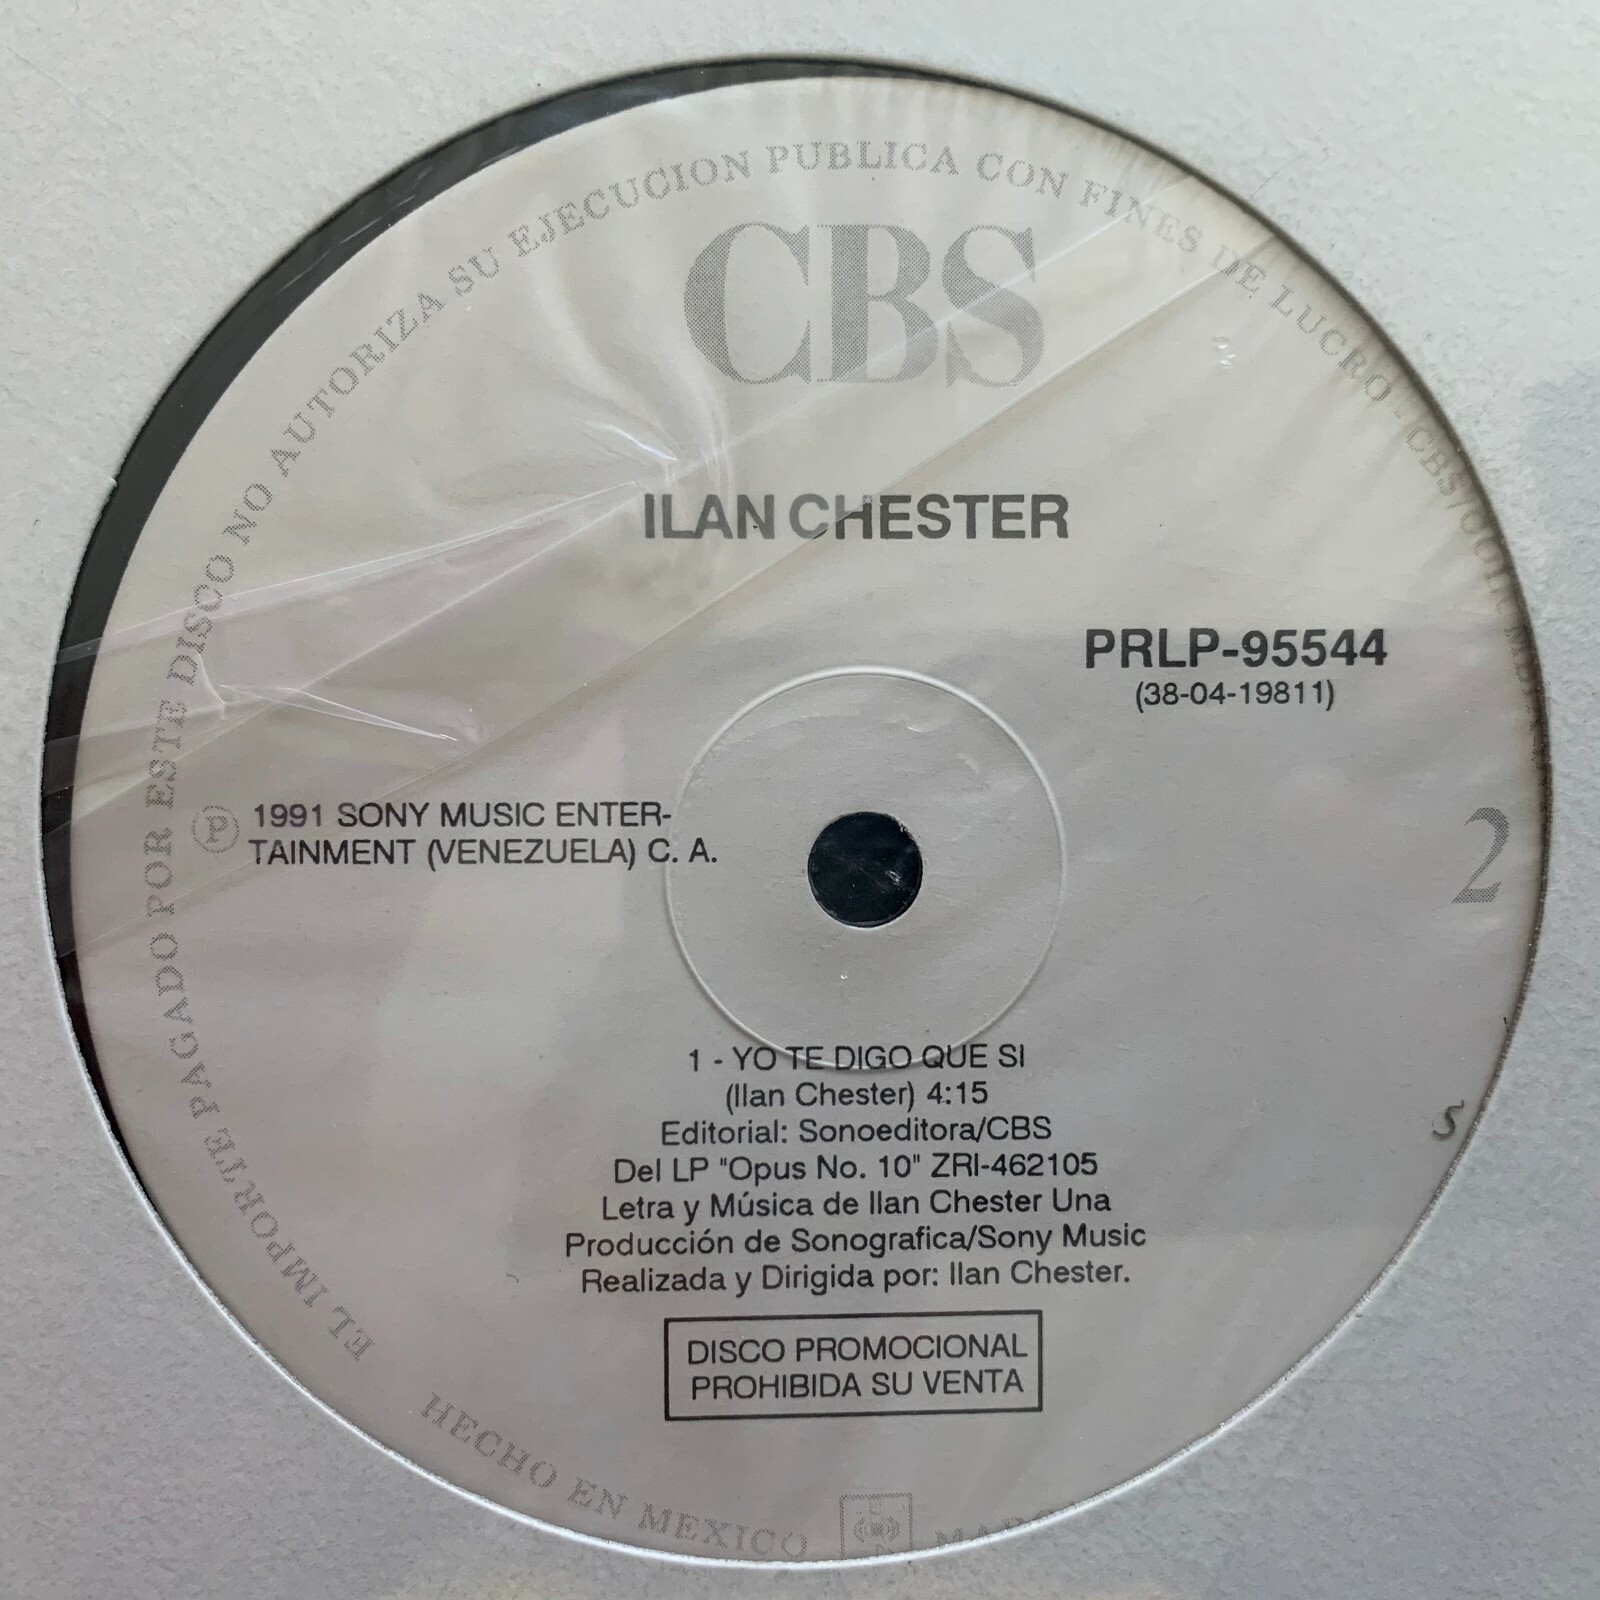 EL IMPORTE PAGADO POR ESTE DISCO NO AUTORIZA SU EJECUCION PUBLICA CON FINES DE LUCRO - CBS/
CBS
ILAN CHESTER
PRLP-95544
(38-04-19811)
Ⓟ 1991 SONY MUSIC ENTER-
TAINMENT (VENEZUELA) C. A.
2
1 - YO TE DIGO QUE SI
(Ilan Chester) 4:15
Editorial: Sonoeditora/CBS
Del LP "Opus No. 10" ZRI-462105
Letra y Música de Ilan Chester Una
Producción de Sonografica/Sony Music
Realizada y Dirigida por: Ilan Chester.
DISCO PROMOCIONAL
PROHIBIDA SU VENTA
HECHO EN MEXICO